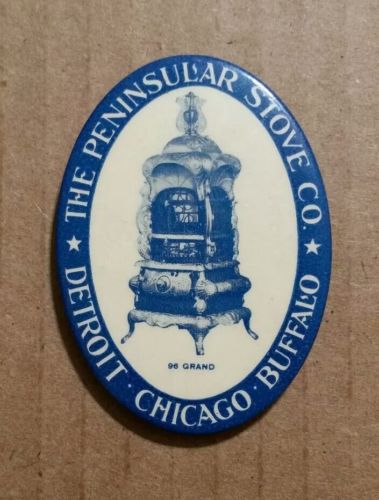 ★ THE PENINSULAR STOVE CO. ★
96 GRAND
DETROIT · CHICAGO · BUFFALO